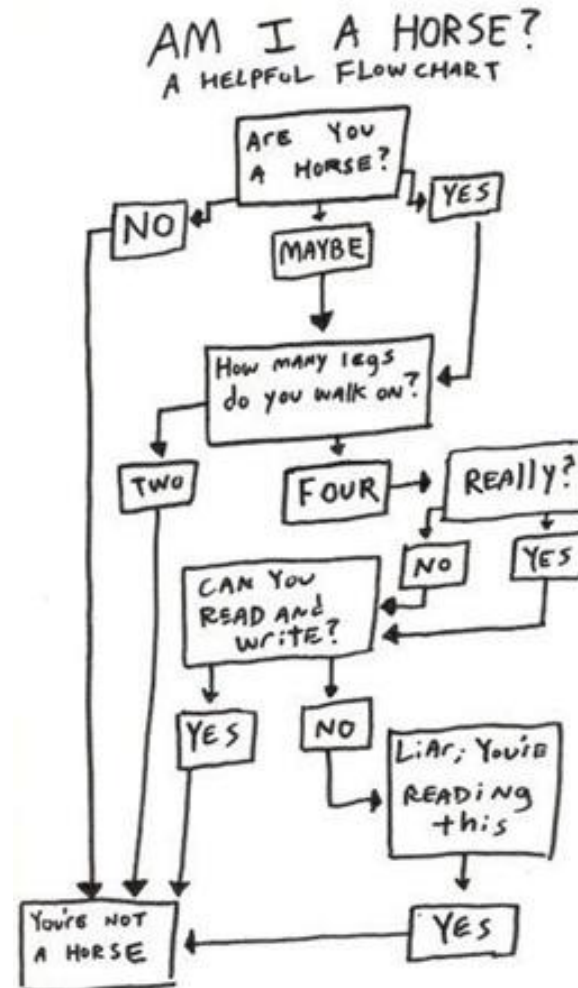 AM I A HORSE?
A HELPFUL FLOWCHART
Are You
A HORSE?
NO
YES
MAYBE
How MANY legs
do you walk on?
TWO
FOUR
REAlly?
NO
YES
CAN You
READ ANd
writE?
YES
NO
LiAr; You're
READiNg
this
You're NOT
A HORSE
YES